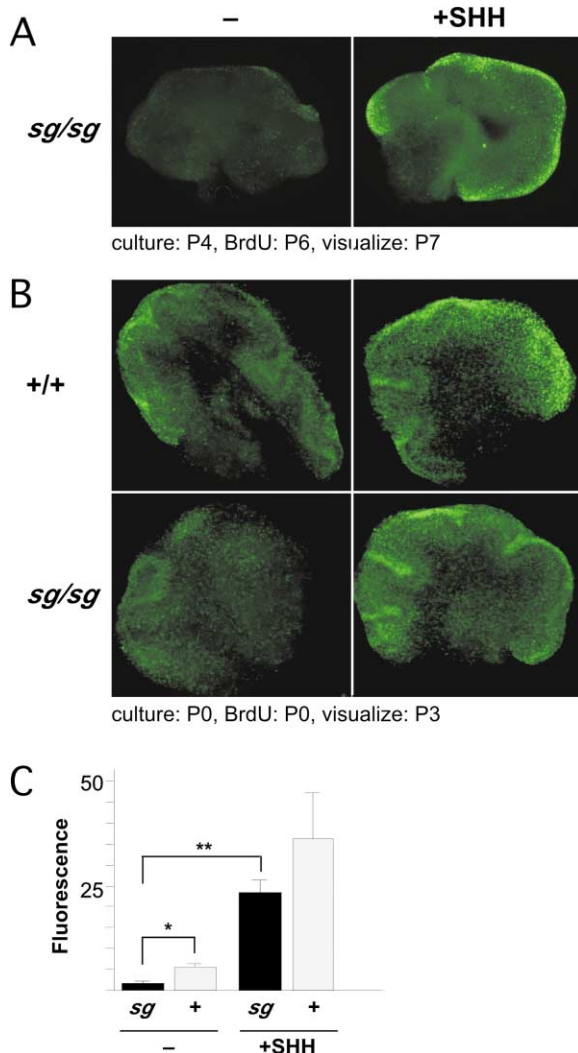 A
–
+SHH
sg/sg
culture: P4, BrdU: P6, visualize: P7
B
+/+
sg/sg
culture: P0, BrdU: P0, visualize: P3
C
Fluorescence
50
25
**
*
sg
+
sg
+
–
+SHH